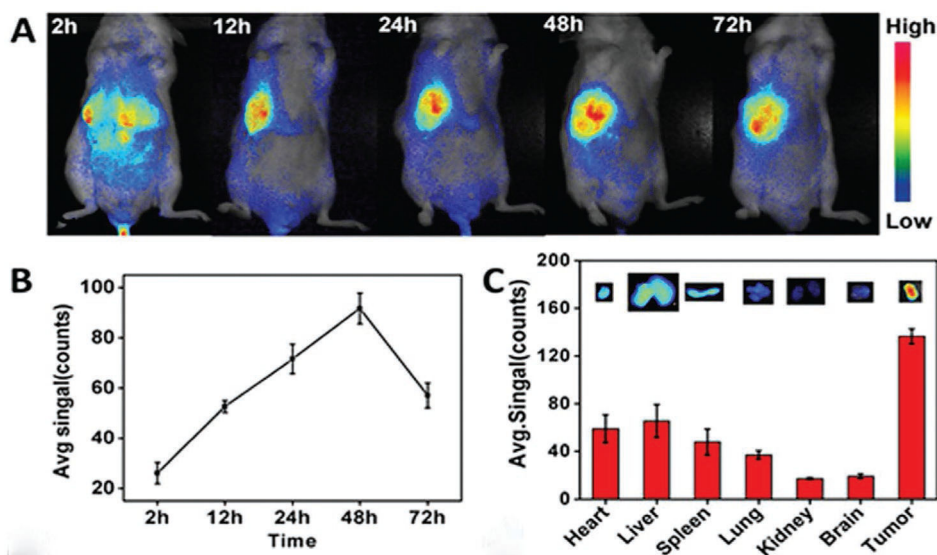 A
2h 12h 24h 48h 72h
High
Low
B
Avg singal(counts)
100
80
60
40
20
2h 12h 24h 48h 72h
Time
C
Avg.Singal(counts)
200
160
120
80
40
0
Heart Liver Spleen Lung Kidney Brain Tumor